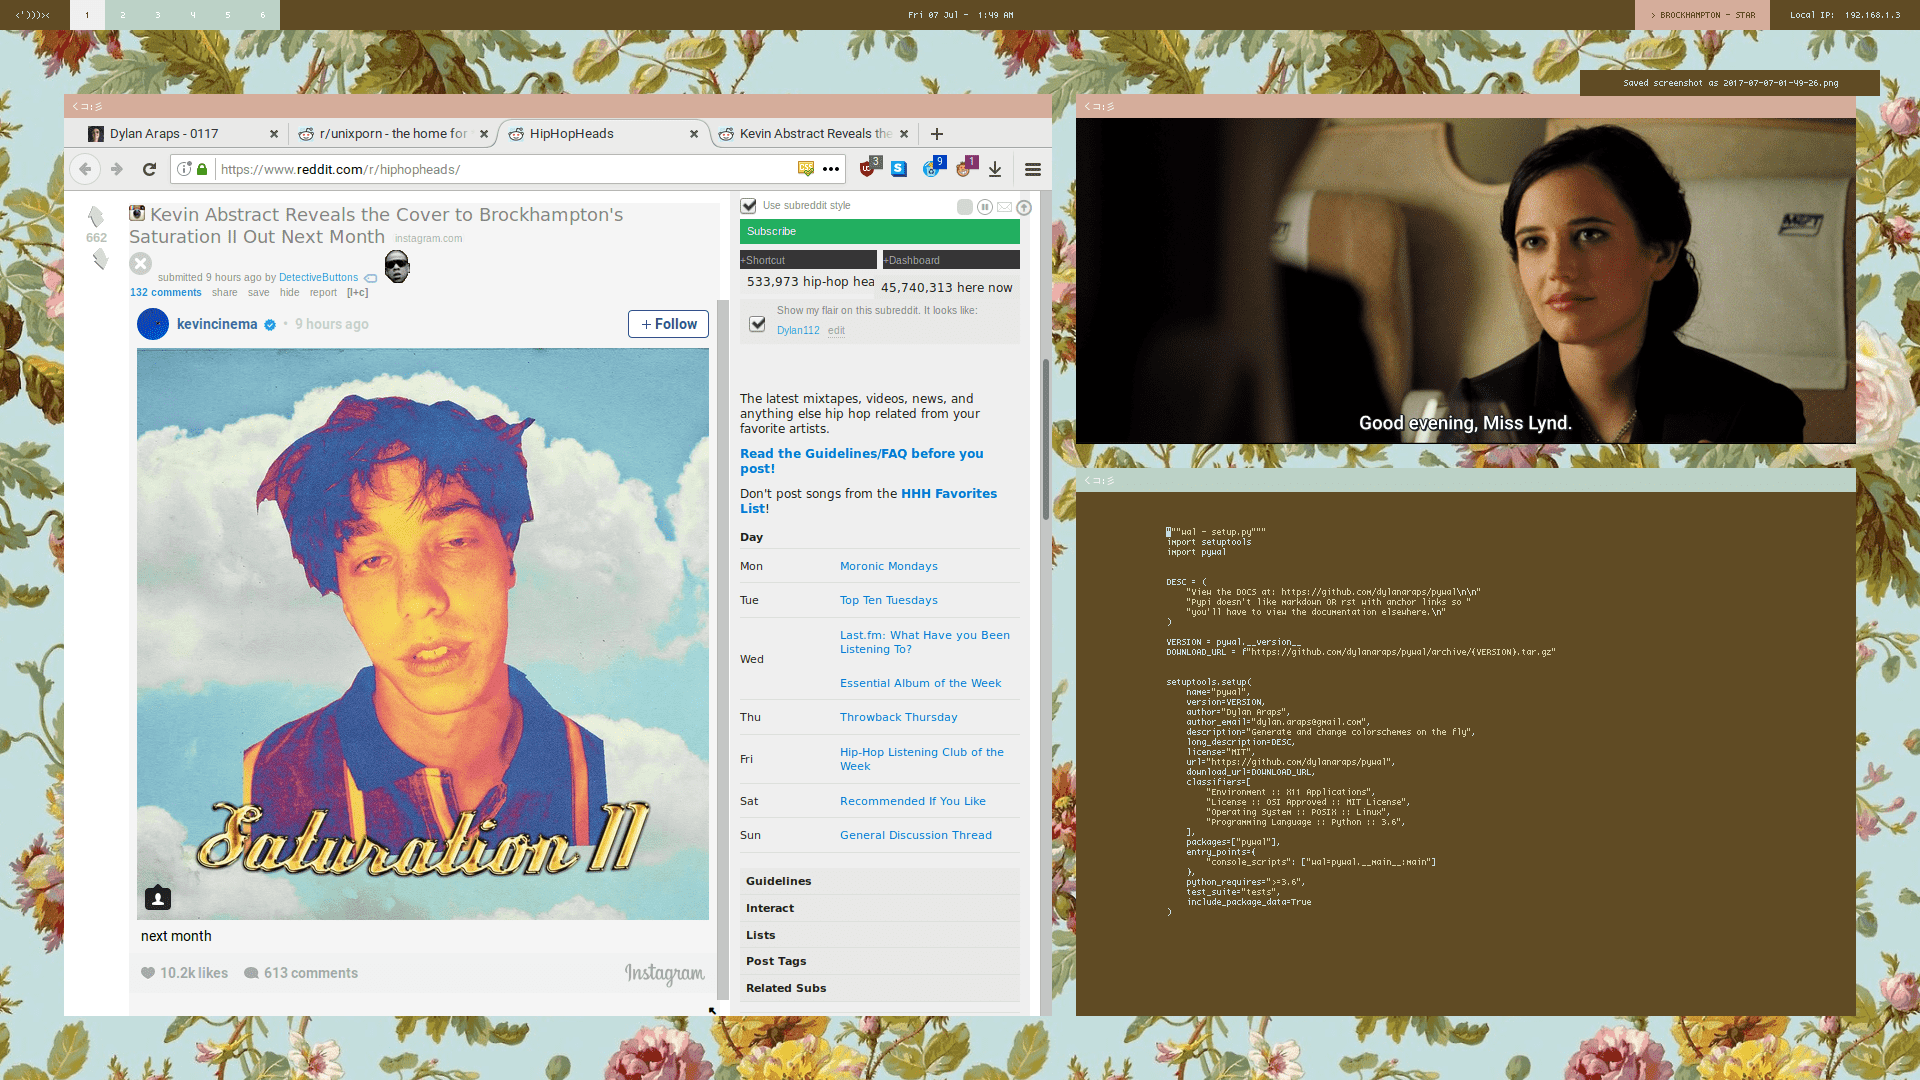 <')))><
1 2 3 4 5 6
Fri 07 Jul - 1:49 AM
> BROCKHAMPTON - STAR
Local IP: 192.168.1.3
Saved screenshot as 2017-07-07-01-49-26.png
Dylan Araps - 0117
r/unixporn - the home for
HipHopHeads
Kevin Abstract Reveals the
https://www.reddit.com/r/hiphopheads/
3
9
1
662
Kevin Abstract Reveals the Cover to Brockhampton's
Saturation II Out Next Month instagram.com
submitted 9 hours ago by DetectiveButtons
132 comments share save hide report [l+c]
kevincinema • 9 hours ago
+ Follow
Saturation II
next month
10.2k likes 613 comments
Instagram
Use subreddit style
Subscribe
+Shortcut +Dashboard
533,973 hip-hop hea
45,740,313 here now
Show my flair on this subreddit. It looks like:
Dylan112 edit
The latest mixtapes, videos, news, and
anything else hip hop related from your
favorite artists.
Read the Guidelines/FAQ before you
post!
Don't post songs from the HHH Favorites
List!
Day
Mon Moronic Mondays
Tue Top Ten Tuesdays
Wed Last.fm: What Have you Been
Listening To?
Essential Album of the Week
Thu Throwback Thursday
Fri Hip-Hop Listening Club of the
Week
Sat Recommended If You Like
Sun General Discussion Thread
Guidelines
Interact
Lists
Post Tags
Related Subs
Good evening, Miss Lynd.
"""wal - setup.py"""
import setuptools
import pywal
DESC = (
"View the DOCS at: https://github.com/dylanaraps/pywal\n\n"
"Pypi doesn't like markdown OR rst with anchor links so "
"you'll have to view the documentation elsewhere.\n"
)
VERSION = pywal.__version__
DOWNLOAD_URL = f"https://github.com/dylanaraps/pywal/archive/{VERSION}.tar.gz"
setuptools.setup(
name="pywal",
version=VERSION,
author="Dylan Araps",
author_email="dylan.araps@gmail.com",
description="Generate and change colorschemes on the fly",
long_description=DESC,
license="MIT",
url="https://github.com/dylanaraps/pywal",
download_url=DOWNLOAD_URL,
classifiers=[
"Environment :: X11 Applications",
"License :: OSI Approved :: MIT License",
"Operating System :: POSIX :: Linux",
"Programming Language :: Python :: 3.6",
],
packages=["pywal"],
entry_points={
"console_scripts": ["wal=pywal.__main__:main"]
},
python_requires=">=3.6",
test_suite="tests",
include_package_data=True
)